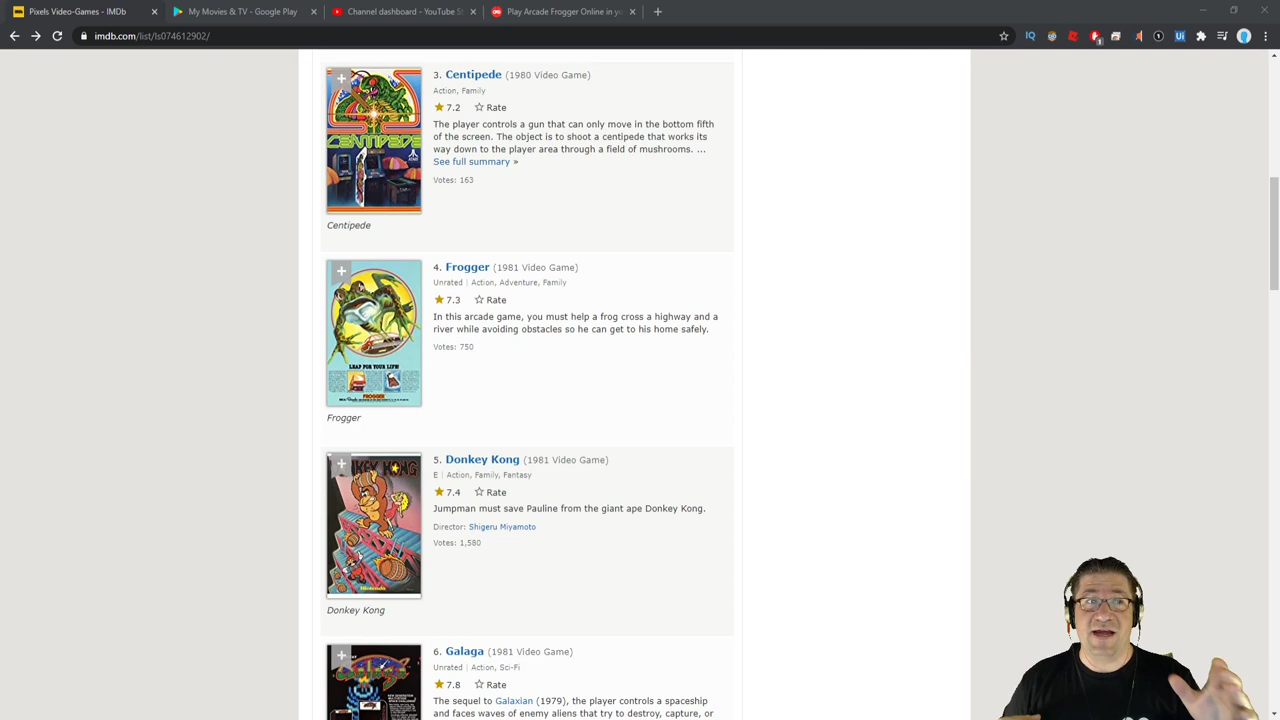 Pixels Video-Games - IMDb
My Movies & TV - Google Play
Channel dashboard - YouTube S
Play Arcade Frogger Online in yo
imdb.com/list/ls074612902/
3. Centipede (1980 Video Game)
Action, Family
7.2 Rate
The player controls a gun that can only move in the bottom fifth
of the screen. The object is to shoot a centipede that works its
way down to the player area through a field of mushrooms. ...
See full summary »
Votes: 163
CENTIPEDE
ATARI
Centipede
4. Frogger (1981 Video Game)
Unrated | Action, Adventure, Family
7.3 Rate
In this arcade game, you must help a frog cross a highway and a
river while avoiding obstacles so he can get to his home safely.
Votes: 750
LEAP FOR YOUR LIFE!
FROGGER
Frogger
5. Donkey Kong (1981 Video Game)
E | Action, Family, Fantasy
7.4 Rate
Jumpman must save Pauline from the giant ape Donkey Kong.
Director: Shigeru Miyamoto
Votes: 1,580
Nintendo
Donkey Kong
6. Galaga (1981 Video Game)
Unrated | Action, Sci-Fi
7.8 Rate
The sequel to Galaxian (1979), the player controls a spaceship
and faces waves of enemy aliens that try to destroy, capture, or